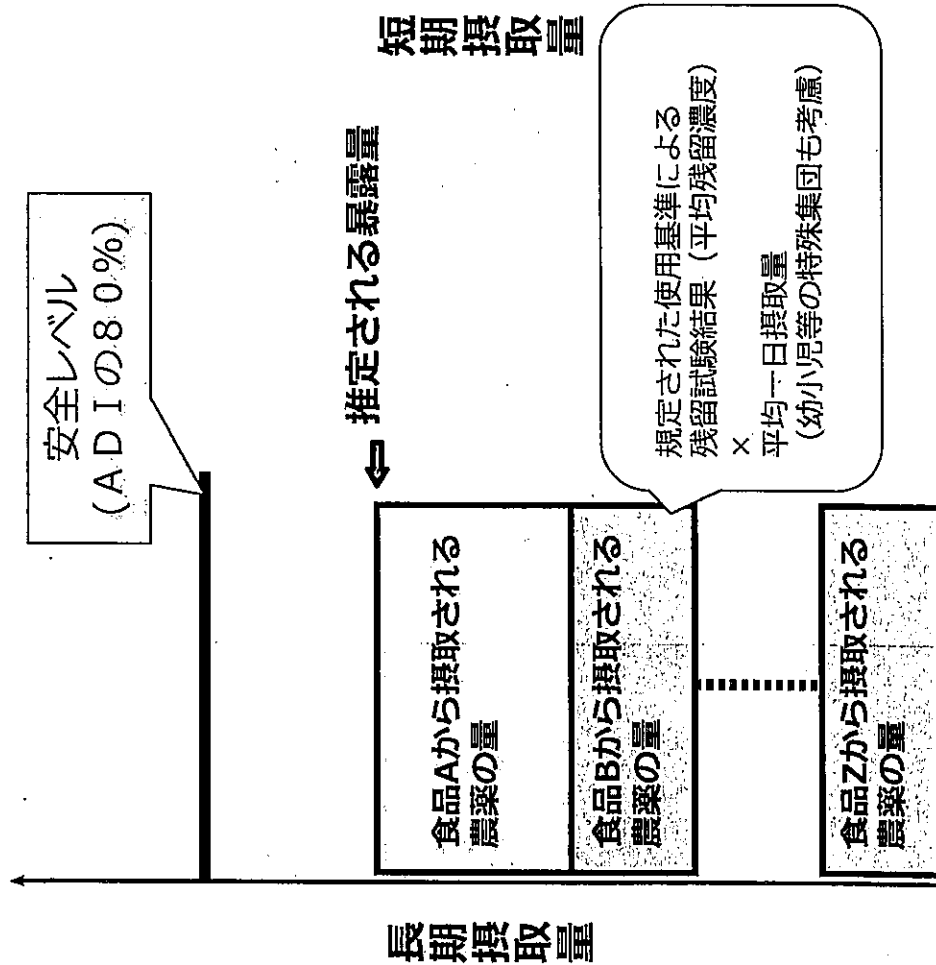 安全レベル
（ＡＤＩの８０％）
推定される暴露量
長期摂取量
食品Aから摂取される
農薬の量
食品Bから摂取される
農薬の量
食品Zから摂取される
農薬の量
規定された使用基準による
残留試験結果（平均残留濃度）
×
平均一日摂取量
（幼小児等の特殊集団も考慮）
短期摂取量